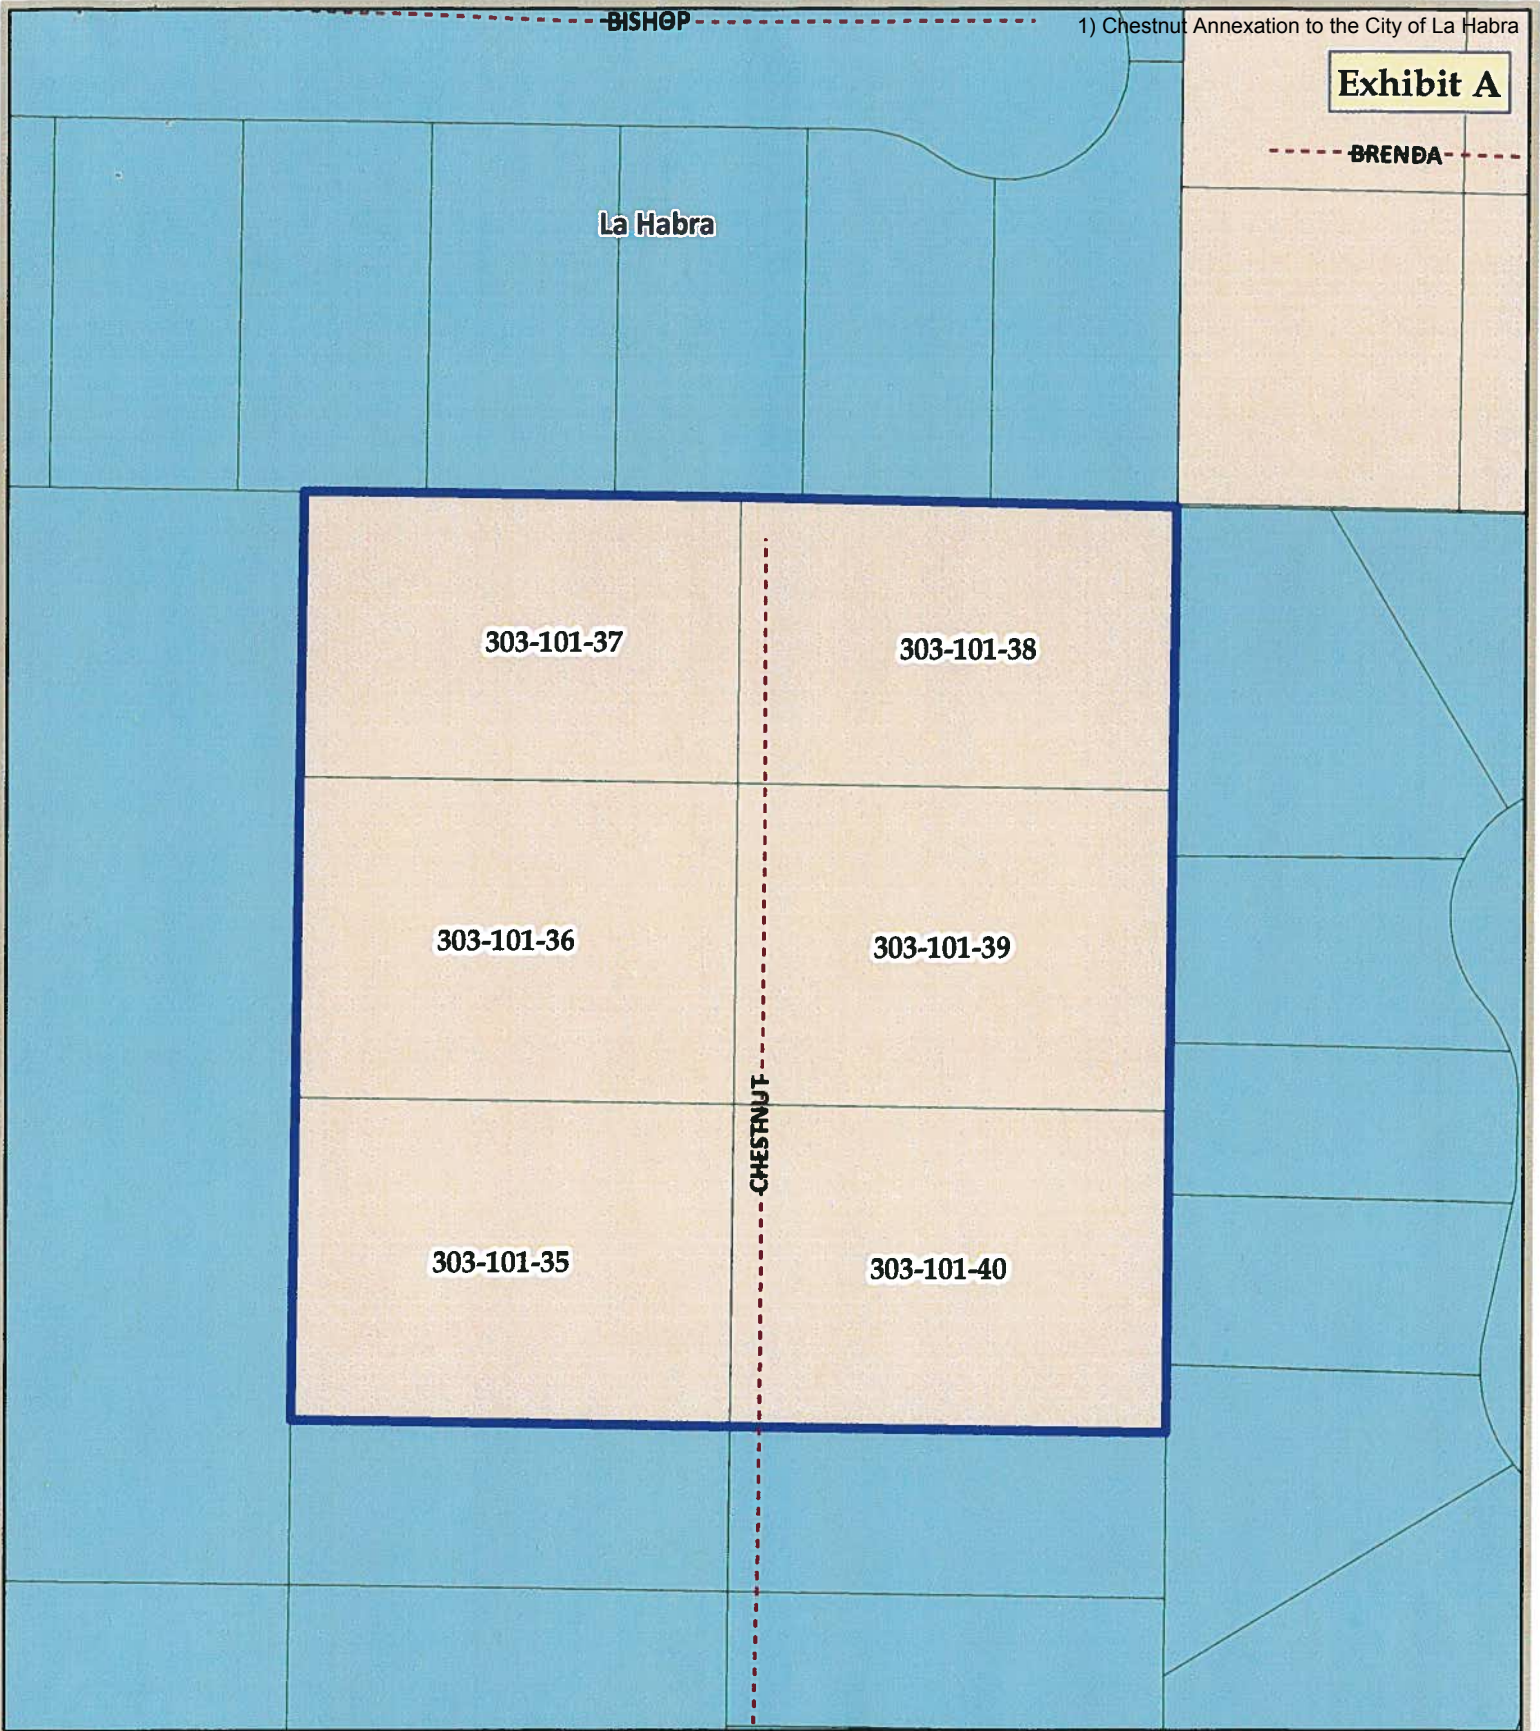 BISHOP
1) Chestnut Annexation to the City of La Habra
Exhibit A
BRENDA
La Habra
303-101-37
303-101-38
303-101-36
303-101-39
CHESTNUT
303-101-35
303-101-40